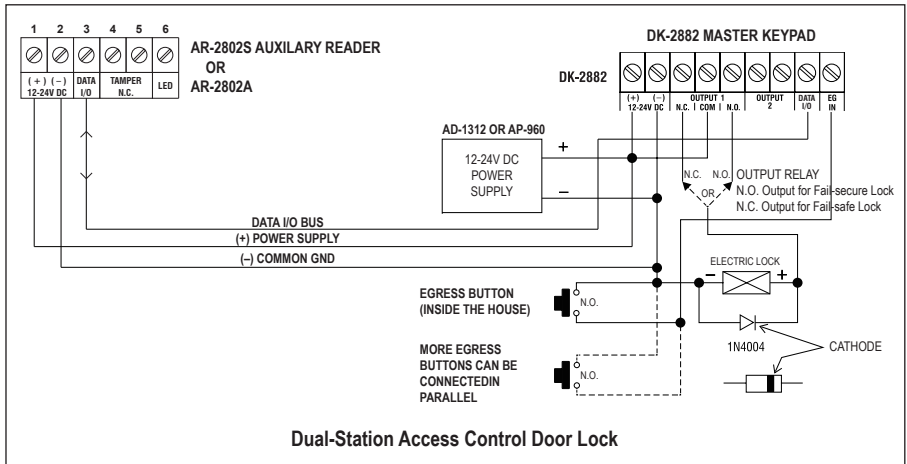 1 2 3 4 5 6
(+) (–) DATA TAMPER LED
12-24V DC I/O N.C.
AR-2802S AUXILARY READER
OR
AR-2802A
DK-2882 MASTER KEYPAD
DK-2882
(+) (–) OUTPUT 1 OUTPUT DATA EG
12-24V DC N.C. COM N.O. 2 I/O IN
AD-1312 OR AP-960
12-24V DC
POWER
SUPPLY
+
–
N.C. N.O. OUTPUT RELAY
OR N.O. Output for Fail-secure Lock
N.C. Output for Fail-safe Lock
DATA I/O BUS
(+) POWER SUPPLY
(–) COMMON GND
ELECTRIC LOCK
– +
EGRESS BUTTON
(INSIDE THE HOUSE)
N.O.
1N4004
CATHODE
MORE EGRESS
BUTTONS CAN BE
CONNECTEDIN
PARALLEL
N.O.
Dual-Station Access Control Door Lock